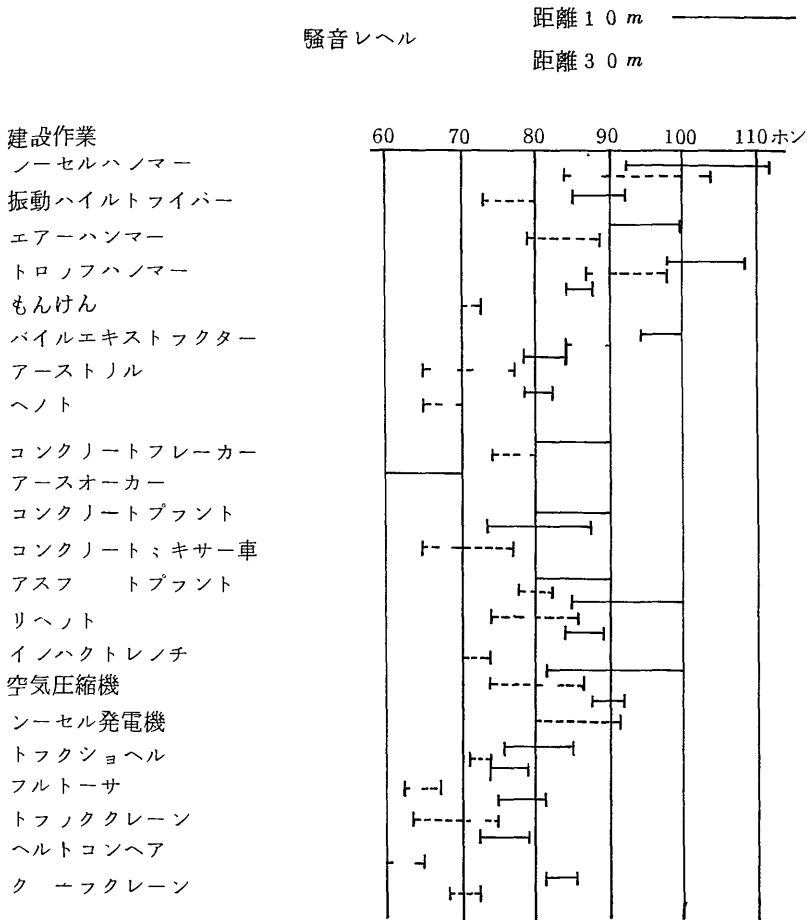 騒音レヘル
距離10m
距離30m
建設作業
60 70 80 90 100 110ホン
ノーセルハノマー
振動ハイルトフイバー
エアーハンマー
トロノフハノマー
もんけん
バイルエキストフクター
アーストノル
ヘノト
コンクノートフレーカー
アースオーカー
コンクノートプラント
コンクノートミキサー車
アスフ トプラント
リヘノト
イノハクトレノチ
空気圧縮機
ンーセル発電機
トフクショヘル
フルトーサ
トフノククレーン
ヘルトコンヘア
ク ーフクレーン